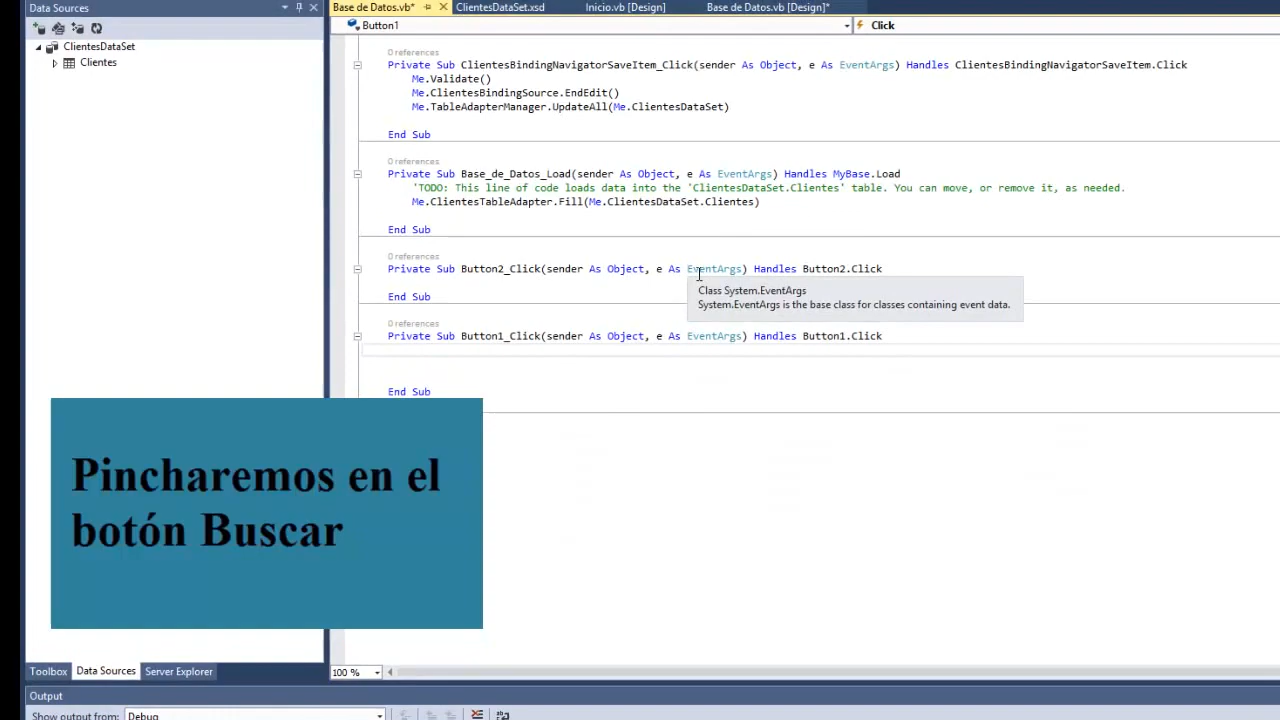 Data Sources
ClientesDataSet
Clientes
Base de Datos.vb*
ClientesDataSet.xsd
Inicio.vb [Design]
Base de Datos.vb [Design]*
Button1
Click
0 references
Private Sub ClientesBindingNavigatorSaveItem_Click(sender As Object, e As EventArgs) Handles ClientesBindingNavigatorSaveItem.Click
Me.Validate()
Me.ClientesBindingSource.EndEdit()
Me.TableAdapterManager.UpdateAll(Me.ClientesDataSet)
End Sub
0 references
Private Sub Base_de_Datos_Load(sender As Object, e As EventArgs) Handles MyBase.Load
'TODO: This line of code loads data into the 'ClientesDataSet.Clientes' table. You can move, or remove it, as needed.
Me.ClientesTableAdapter.Fill(Me.ClientesDataSet.Clientes)
End Sub
0 references
Private Sub Button2_Click(sender As Object, e As EventArgs) Handles Button2.Click
Class System.EventArgs
System.EventArgs is the base class for classes containing event data.
End Sub
0 references
Private Sub Button1_Click(sender As Object, e As EventArgs) Handles Button1.Click
End Sub
Pincharemos en el
botón Buscar
Toolbox
Data Sources
Server Explorer
100 %
Output
Show output from:
Debug